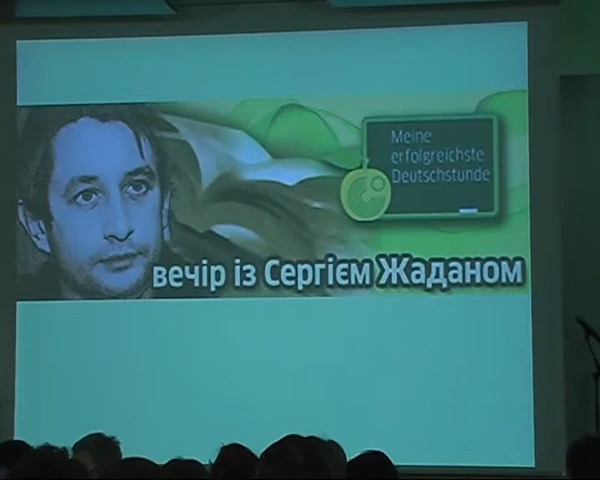 Meine
erfolgreichste
Deutschstunde
вечір із Сергієм Жаданом